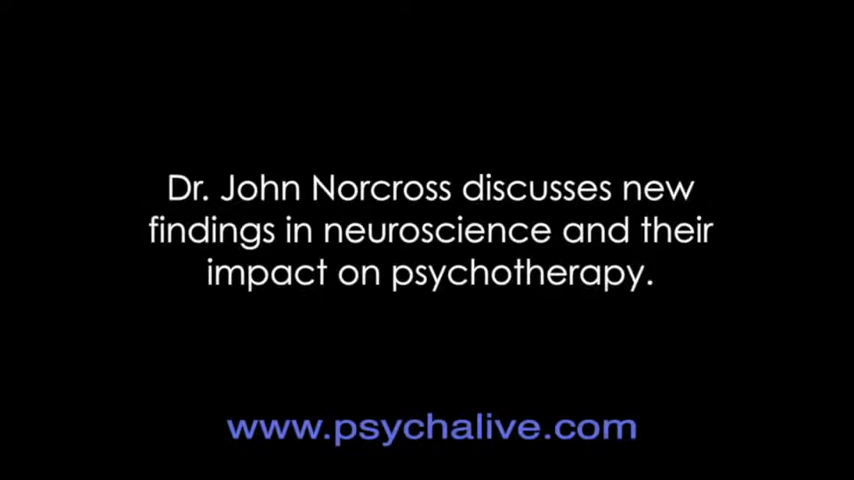 Dr. John Norcross discusses new
findings in neuroscience and their
impact on psychotherapy.
www.psychalive.com